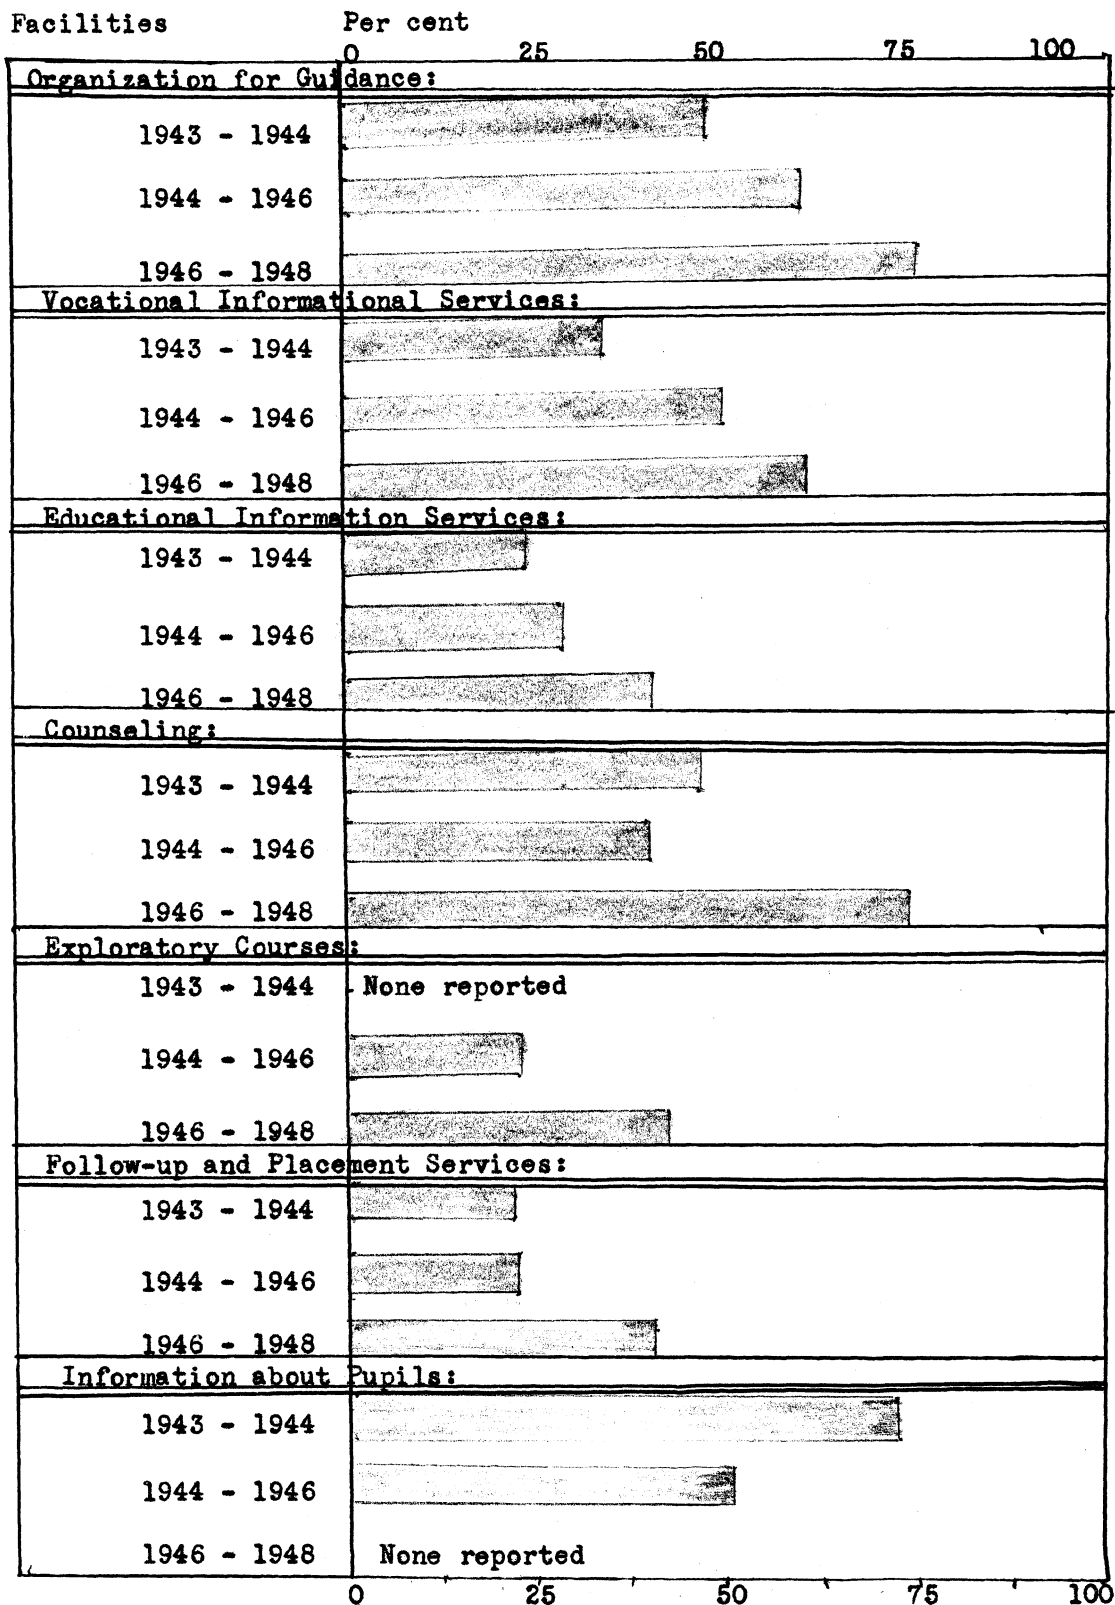 Facilities Per cent
0 25 50 75 100
Organization for Guidance:
1943 - 1944
1944 - 1946
1946 - 1948
Vocational Informational Services:
1943 - 1944
1944 - 1946
1946 - 1948
Educational Information Services:
1943 - 1944
1944 - 1946
1946 - 1948
Counseling:
1943 - 1944
1944 - 1946
1946 - 1948
Exploratory Courses:
1943 - 1944 None reported
1944 - 1946
1946 - 1948
Follow-up and Placement Services:
1943 - 1944
1944 - 1946
1946 - 1948
Information about Pupils:
1943 - 1944
1944 - 1946
1946 - 1948 None reported
0 25 50 75 100